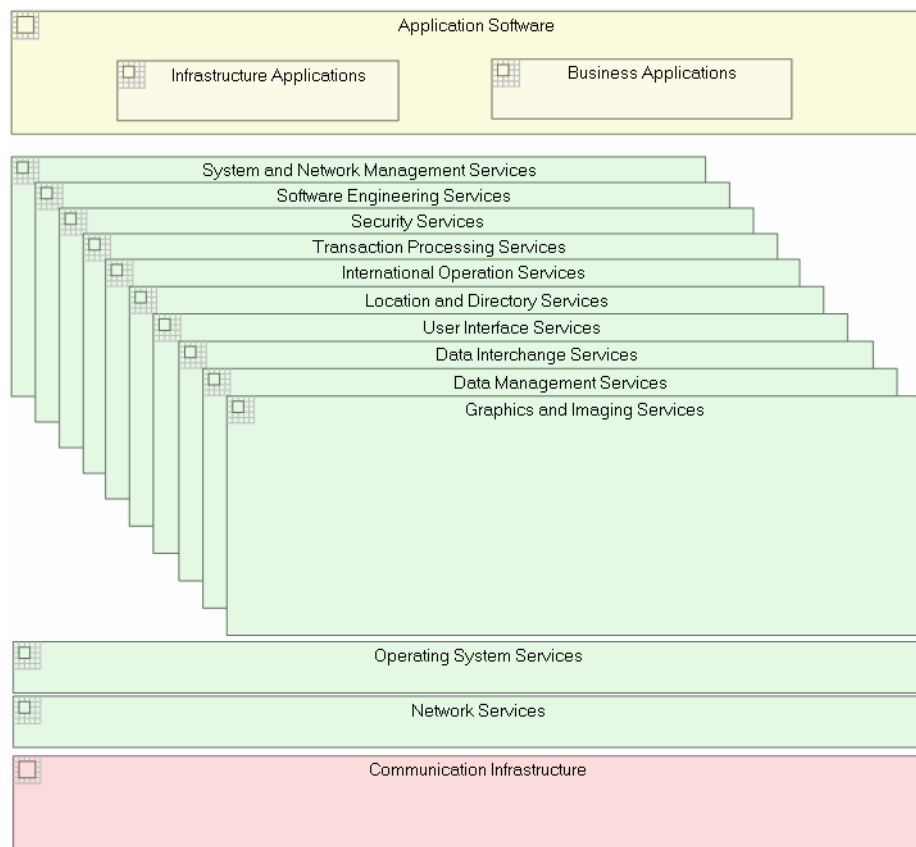 Application Software
Infrastructure Applications
Business Applications
System and Network Management Services
Software Engineering Services
Security Services
Transaction Processing Services
International Operation Services
Location and Directory Services
User Interface Services
Data Interchange Services
Data Management Services
Graphics and Imaging Services
Operating System Services
Network Services
Communication Infrastructure